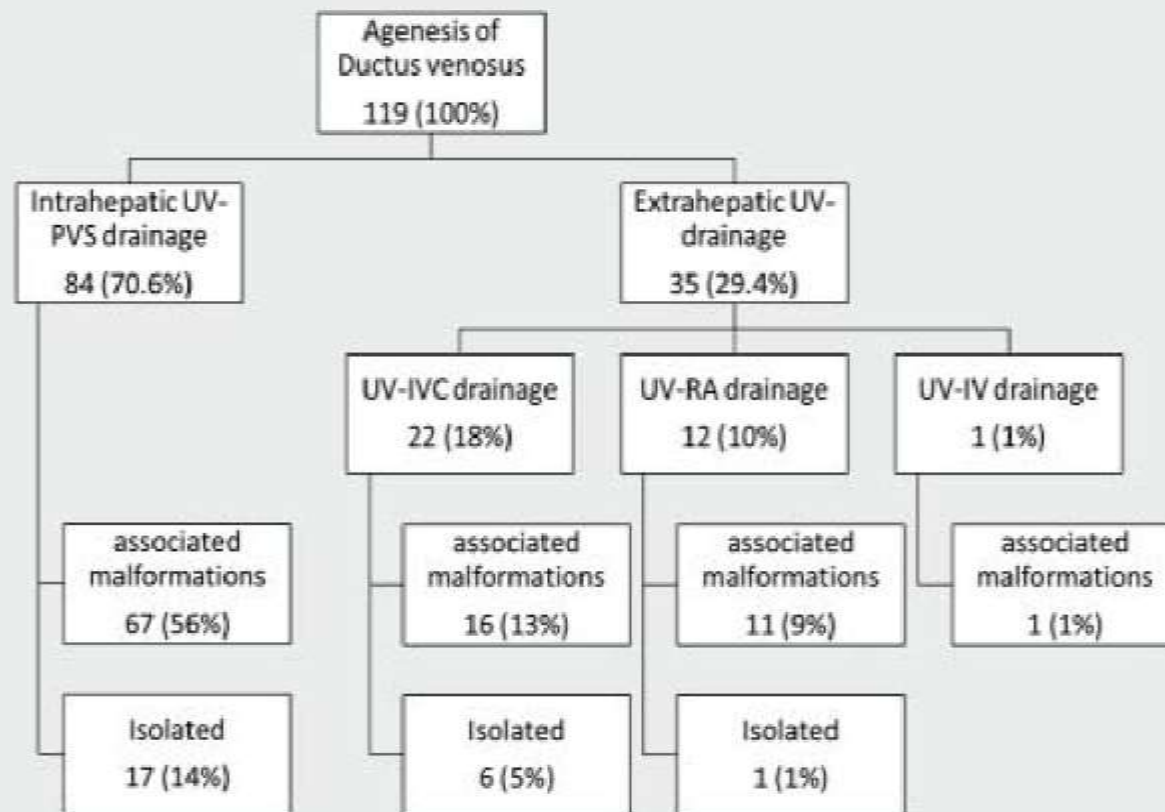 Agenesis of
Ductus venosus
119 (100%)
Intrahepatic UV-
PVS drainage
84 (70.6%)
Extrahepatic UV-
drainage
35 (29.4%)
UV-IVC drainage
22 (18%)
UV-RA drainage
12 (10%)
UV-IV drainage
1 (1%)
associated
malformations
67 (56%)
associated
malformations
16 (13%)
associated
malformations
11 (9%)
associated
malformations
1 (1%)
Isolated
17 (14%)
Isolated
6 (5%)
Isolated
1 (1%)